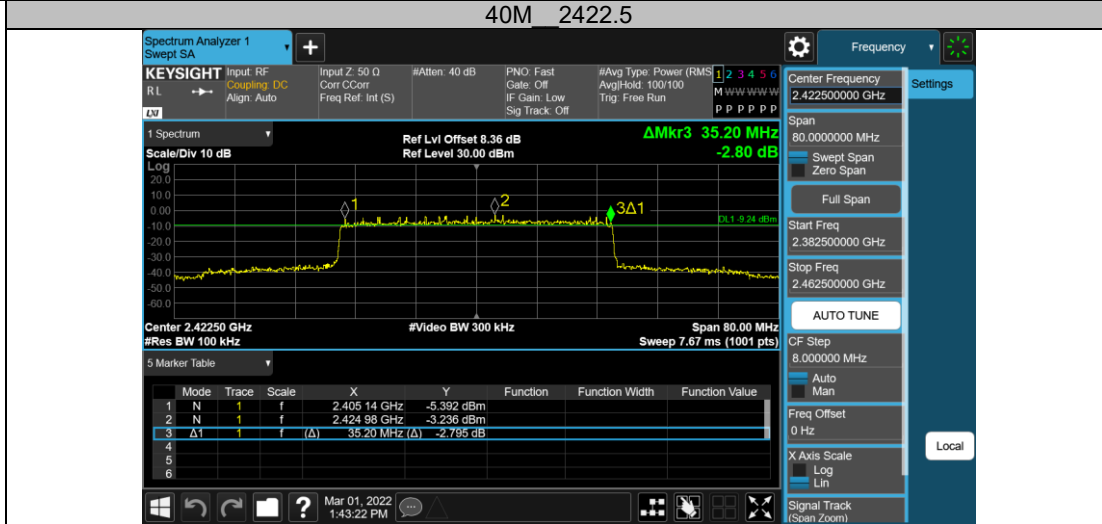 40M__2422.5
Spectrum Analyzer 1
Swept SA
Frequency
KEYSIGHT
RL
LXI
Input: RF
Coupling: DC
Align: Auto
Input Z: 50 Ω
Corr CCorr
Freq Ref: Int (S)
#Atten: 40 dB
PNO: Fast
Gate: Off
IF Gain: Low
Sig Track: Off
#Avg Type: Power (RMS
Avg|Hold: 100/100
Trig: Free Run
1 2 3 4 5 6
M W W W W W
P P P P P P
Center Frequency
2.422500000 GHz
Settings
Span
80.0000000 MHz
Swept Span
Zero Span
Full Span
Start Freq
2.382500000 GHz
Stop Freq
2.462500000 GHz
AUTO TUNE
CF Step
8.000000 MHz
Auto
Man
Freq Offset
0 Hz
X Axis Scale
Log
Lin
Signal Track
(Span Zoom)
Local
1 Spectrum
Scale/Div 10 dB
Ref Lvl Offset 8.36 dB
Ref Level 30.00 dBm
ΔMkr3 35.20 MHz
-2.80 dB
Log
20.0
10.0
0.00
-10.0
-20.0
-30.0
-40.0
-50.0
-60.0
1
2
3Δ1
DL1 -9.24 dBm
Center 2.42250 GHz
#Video BW 300 kHz
Span 80.00 MHz
#Res BW 100 kHz
Sweep 7.67 ms (1001 pts)
5 Marker Table
Mode Trace Scale X Y Function Function Width Function Value
1 N 1 f 2.405 14 GHz -5.392 dBm
2 N 1 f 2.424 98 GHz -3.236 dBm
3 Δ1 1 f (Δ) 35.20 MHz (Δ) -2.795 dB
4
5
6
?
Mar 01, 2022
1:43:22 PM